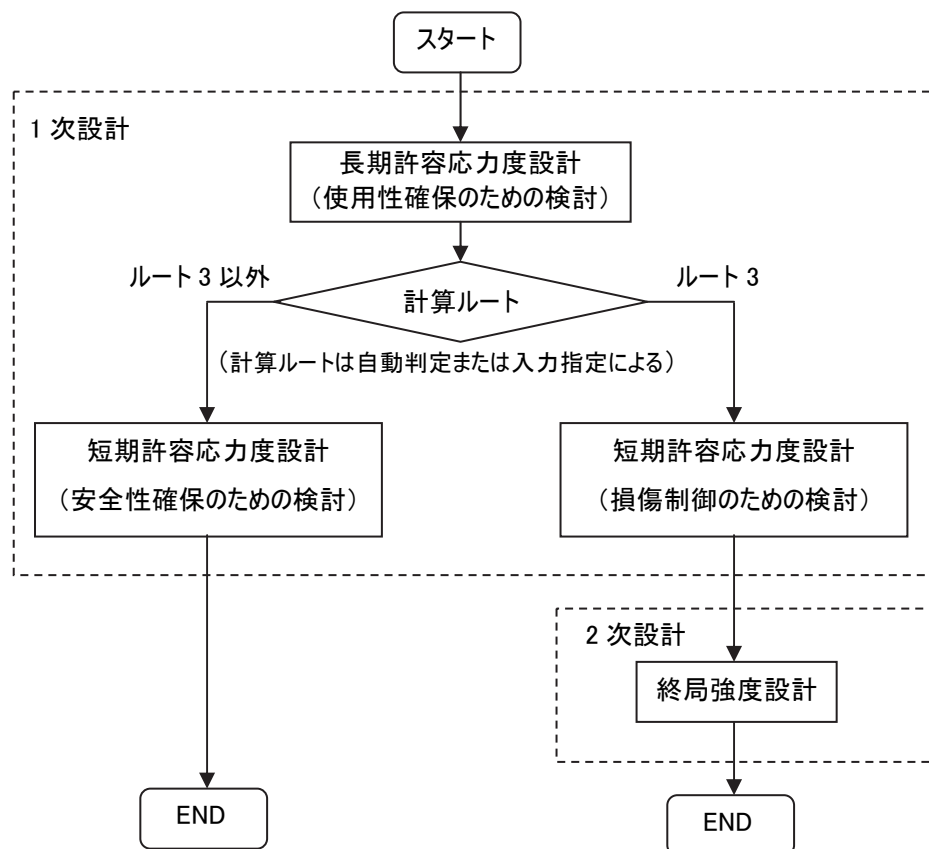 スタート
1 次設計
長期許容応力度設計
（使用性確保のための検討）
ルート 3 以外
ルート 3
計算ルート
（計算ルートは自動判定または入力指定による）
短期許容応力度設計
（安全性確保のための検討）
短期許容応力度設計
（損傷制御のための検討）
2 次設計
終局強度設計
END
END